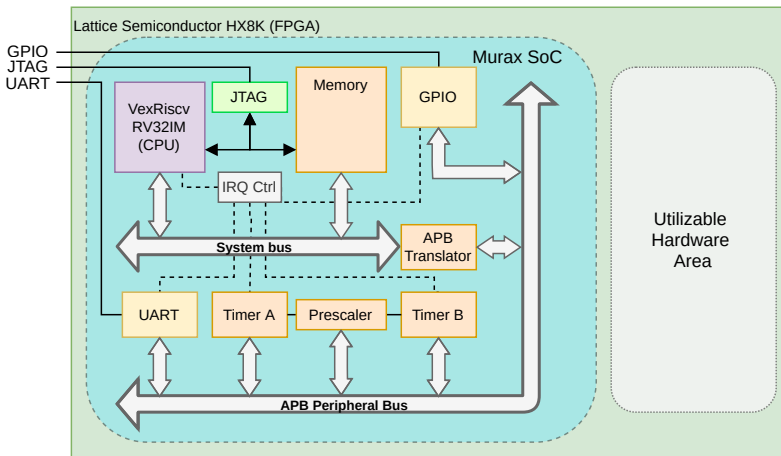 Lattice Semiconductor HX8K (FPGA)
GPIO
JTAG
UART
Murax SoC
VexRiscv
RV32IM
(CPU)
JTAG
Memory
GPIO
IRQ Ctrl
System bus
APB
Translator
Utilizable
Hardware
Area
UART
Timer A
Prescaler
Timer B
APB Peripheral Bus